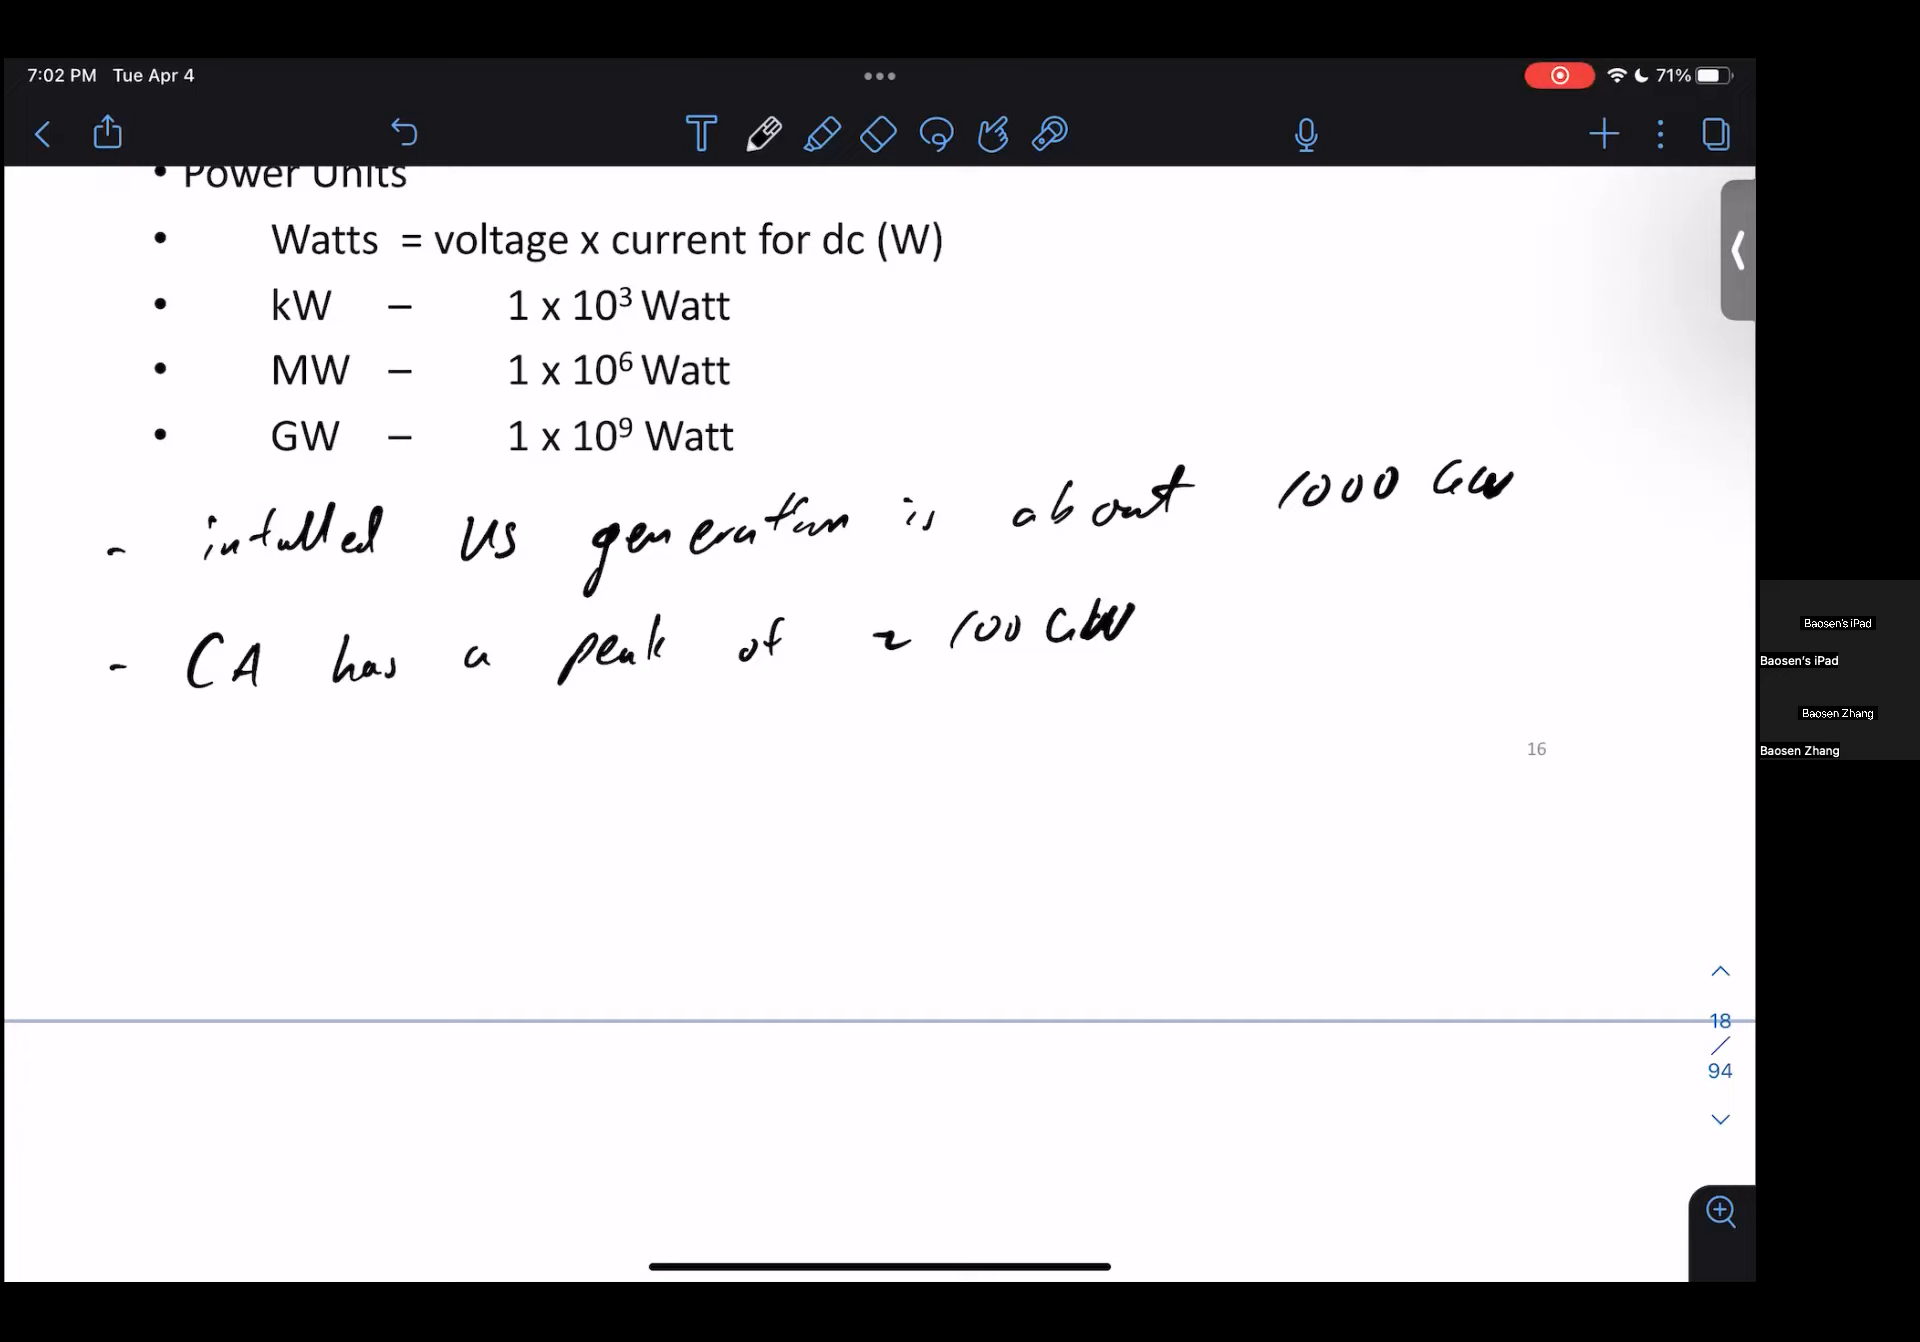 7:02 PM Tue Apr 4
71%
• Power Units
• Watts = voltage x current for dc (W)
• kW – 1 x 10³ Watt
• MW – 1 x 10⁶ Watt
• GW – 1 x 10⁹ Watt
- intalled US generation is about 1000 GW
- CA has a peak of ~ 100 GW
16
Baosen's iPad
Baosen's iPad
Baosen Zhang
Baosen Zhang
18
/
94